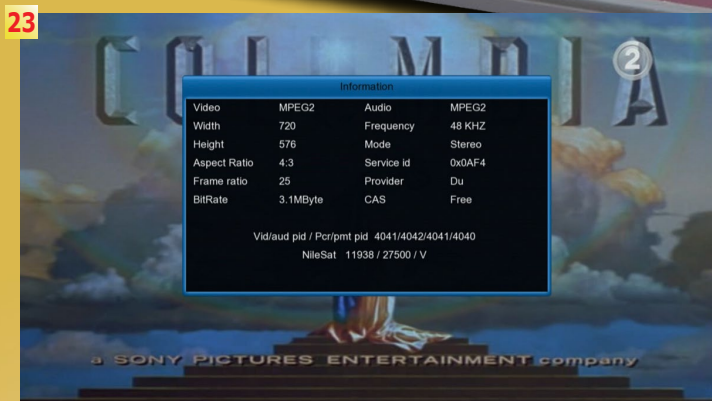 23
COLUMBIA
2
Information
Video MPEG2 Audio MPEG2
Width 720 Frequency 48 KHZ
Height 576 Mode Stereo
Aspect Ratio 4:3 Service id 0x0AF4
Frame ratio 25 Provider Du
BitRate 3.1MByte CAS Free
Vid/aud pid / Pcr/pmt pid 4041/4042/4041/4040
NileSat 11938 / 27500 / V
a SONY PICTURES ENTERTAINMENT company